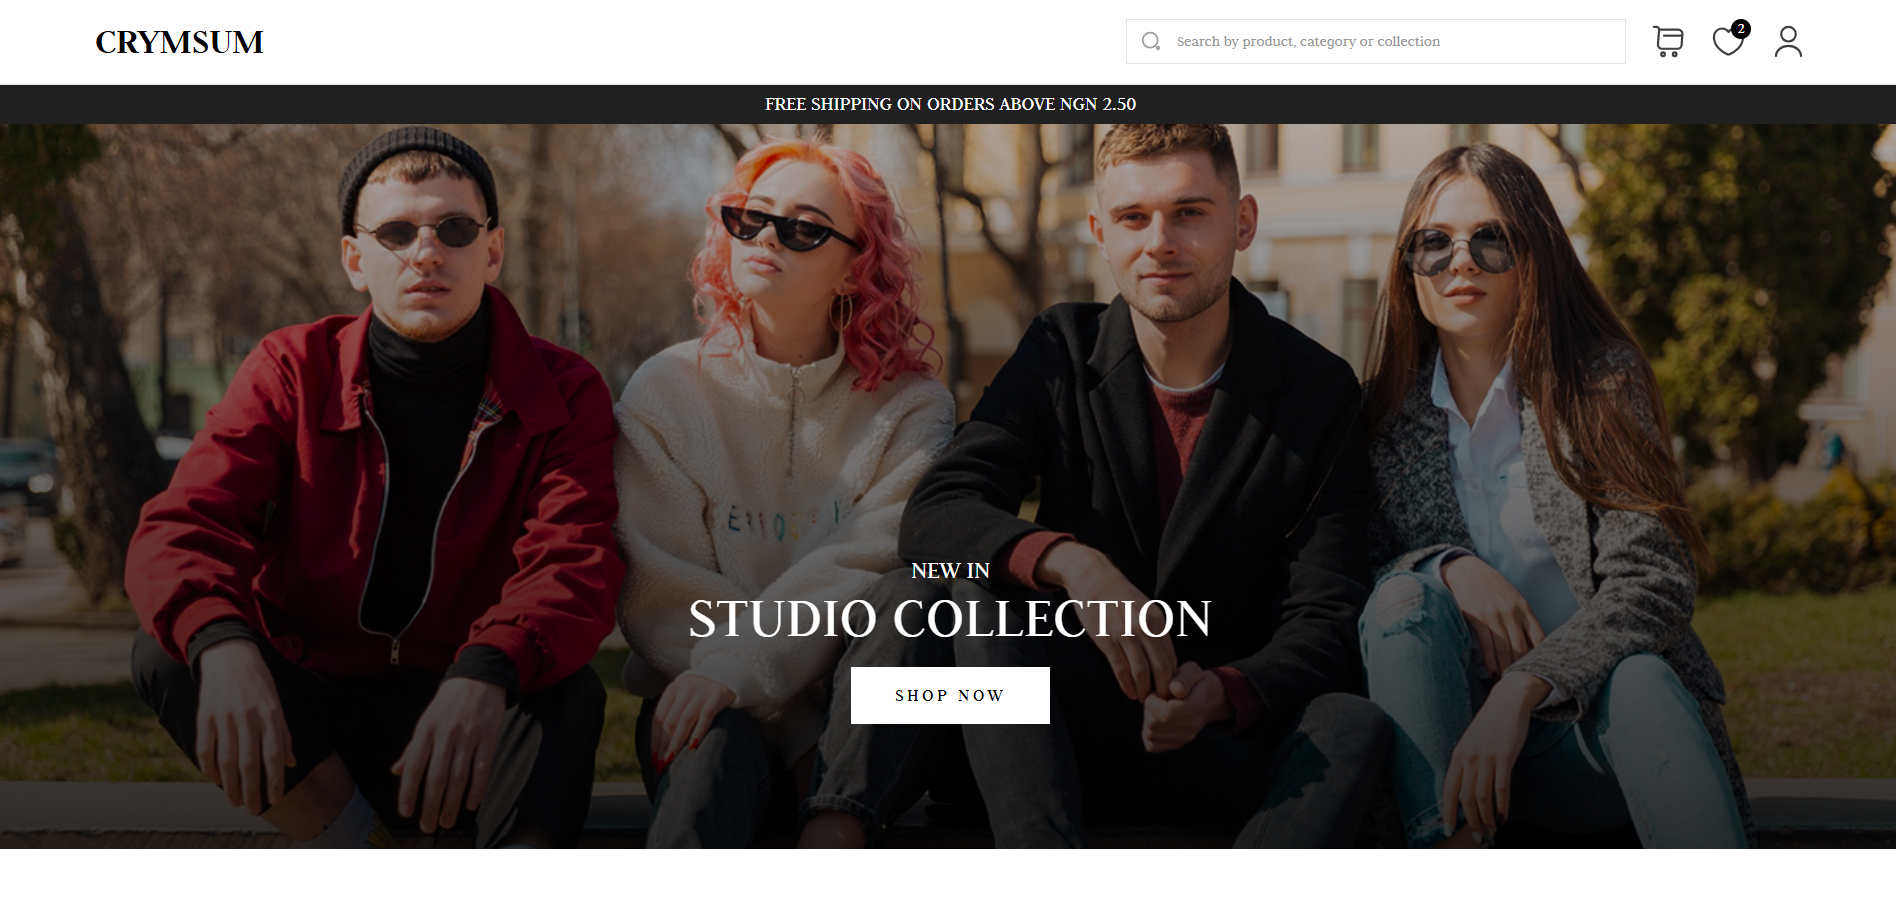 CRYMSUM
Search by product, category or collection
2
FREE SHIPPING ON ORDERS ABOVE NGN 2.50
NEW IN
STUDIO COLLECTION
SHOP NOW